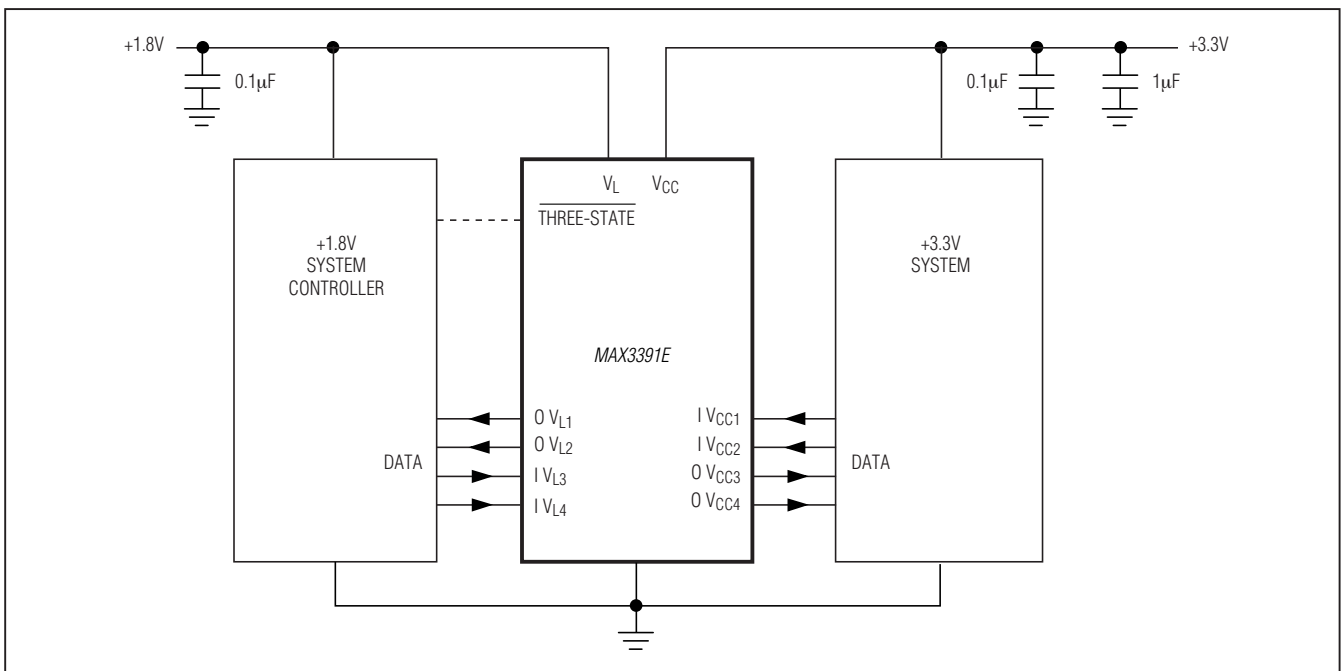 +1.8V
+3.3V
0.1μF
0.1μF
1μF
VL
VCC
THREE-STATE
+1.8V
SYSTEM
CONTROLLER
+3.3V
SYSTEM
MAX3391E
O VL1
I VCC1
O VL2
I VCC2
DATA
I VL3
O VCC3
DATA
I VL4
O VCC4